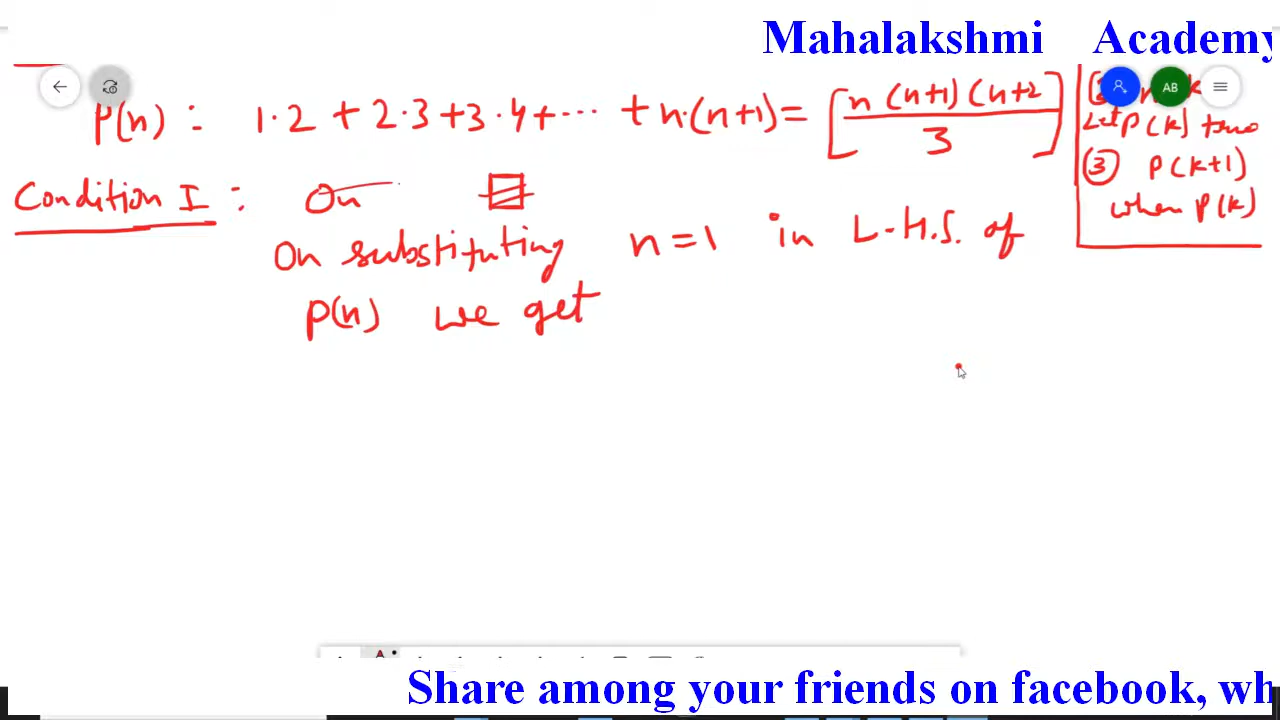 Mahalakshmi Academy
P(n) : 1·2 + 2·3 + 3·4 + ··· + n·(n+1) = [n (n+1) (n+2) / 3]
Let P(k) true
③ P(k+1)
when P(k)
AB
Condition I : On
On substituting n = 1 in L.H.S. of
P(n) we get
Share among your friends on facebook, wh